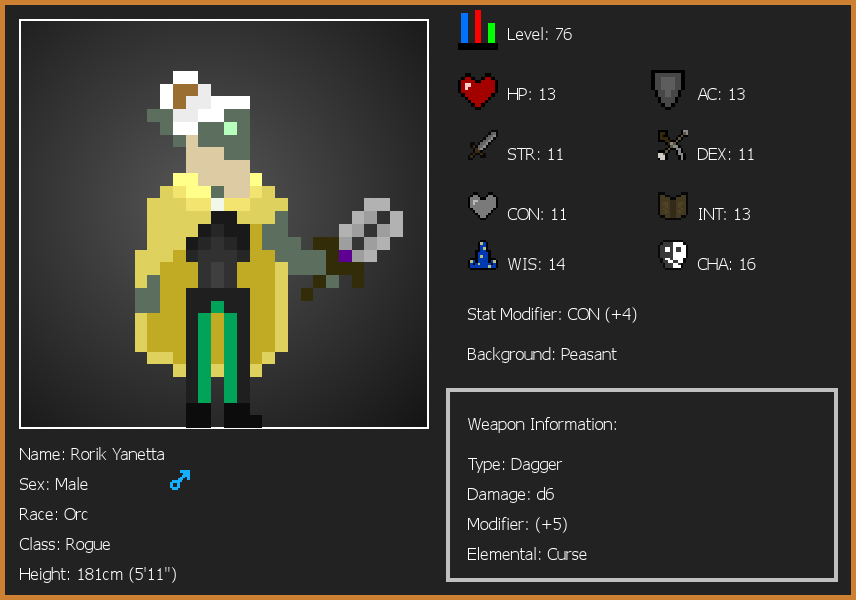 Level: 76
HP: 13
AC: 13
STR: 11
DEX: 11
CON: 11
INT: 13
WIS: 14
CHA: 16
Stat Modifier: CON (+4)
Background: Peasant
Weapon Information:
Type: Dagger
Damage: d6
Modifier: (+5)
Elemental: Curse
Name: Rorik Yanetta
Sex: Male
Race: Orc
Class: Rogue
Height: 181cm (5'11")